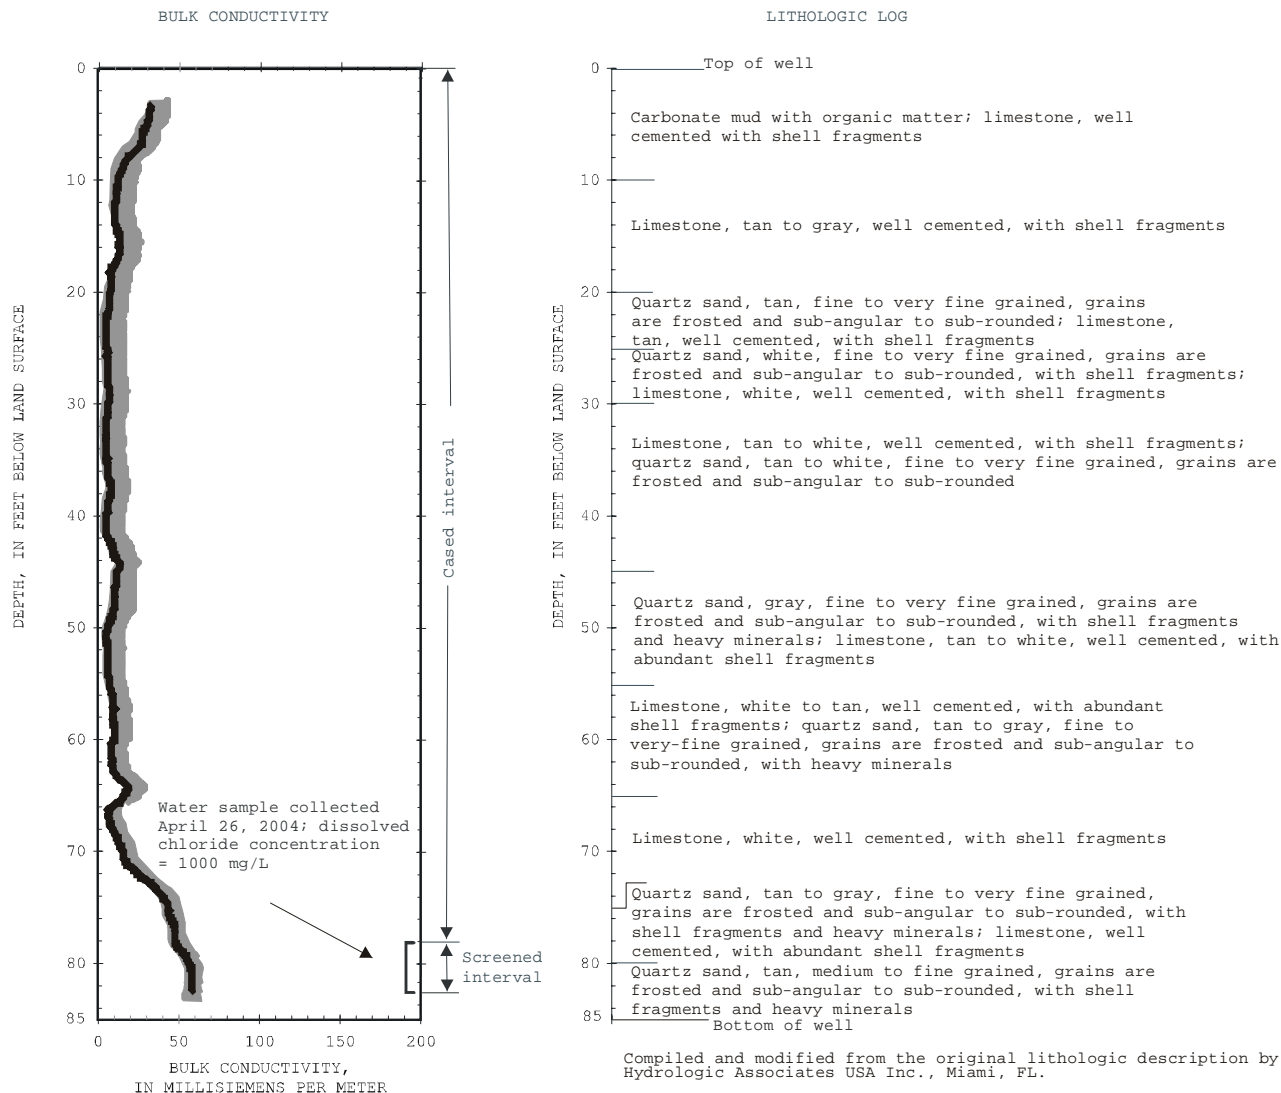 BULK CONDUCTIVITY
DEPTH, IN FEET BELOW LAND SURFACE
0
10
20
30
40
50
60
70
80
85
0
50
100
150
200
BULK CONDUCTIVITY,
IN MILLISIEMENS PER METER
Water sample collected
April 26, 2004; dissolved
chloride concentration
= 1000 mg/L
Cased interval
Screened
interval
LITHOLOGIC LOG
DEPTH, IN FEET BELOW LAND SURFACE
0
10
20
30
40
50
60
70
80
85
Top of well
Carbonate mud with organic matter; limestone, well
cemented with shell fragments
Limestone, tan to gray, well cemented, with shell fragments
Quartz sand, tan, fine to very fine grained, grains
are frosted and sub-angular to sub-rounded; limestone,
tan, well cemented, with shell fragments
Quartz sand, white, fine to very fine grained, grains are
frosted and sub-angular to sub-rounded, with shell fragments;
limestone, white, well cemented, with shell fragments
Limestone, tan to white, well cemented, with shell fragments;
quartz sand, tan to white, fine to very fine grained, grains are
frosted and sub-angular to sub-rounded
Quartz sand, gray, fine to very fine grained, grains are
frosted and sub-angular to sub-rounded, with shell fragments
and heavy minerals; limestone, tan to white, well cemented, with
abundant shell fragments
Limestone, white to tan, well cemented, with abundant
shell fragments; quartz sand, tan to gray, fine to
very-fine grained, grains are frosted and sub-angular to
sub-rounded, with heavy minerals
Limestone, white, well cemented, with shell fragments
Quartz sand, tan to gray, fine to very fine grained,
grains are frosted and sub-angular to sub-rounded, with
shell fragments and heavy minerals; limestone, well
cemented, with abundant shell fragments
Quartz sand, tan, medium to fine grained, grains are
frosted and sub-angular to sub-rounded, with shell
fragments and heavy minerals
Bottom of well
Compiled and modified from the original lithologic description by
Hydrologic Associates USA Inc., Miami, FL.